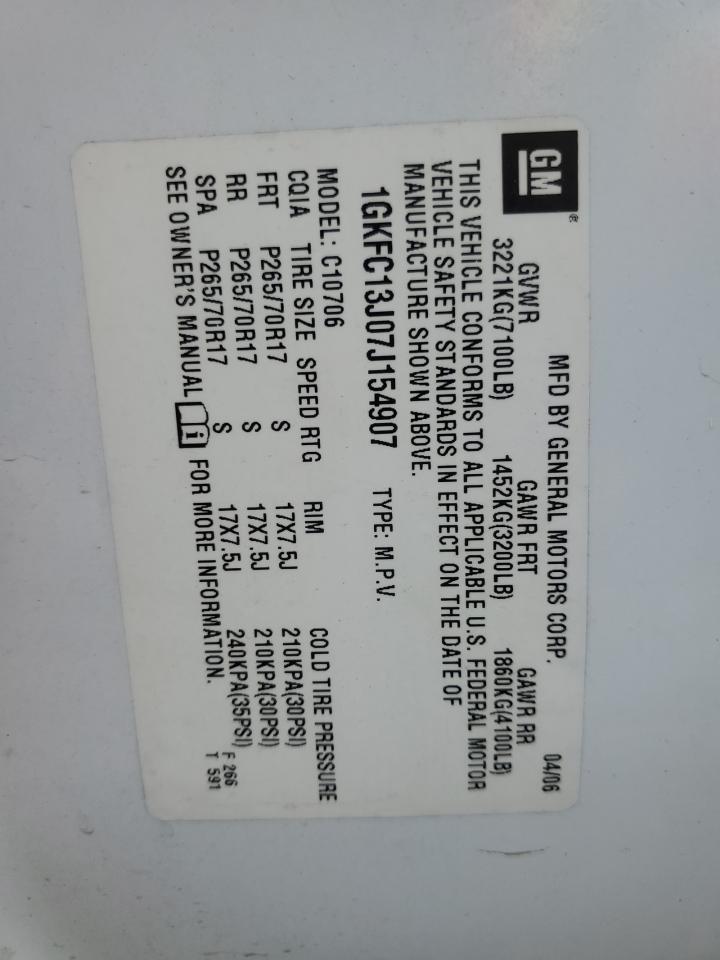 GM®
MFD BY GENERAL MOTORS CORP. 04/06
GVWR GAWR FRT GAWR RR
3221KG(7100LB) 1452KG(3200LB) 1860KG(4100LB)
THIS VEHICLE CONFORMS TO ALL APPLICABLE U.S. FEDERAL MOTOR
VEHICLE SAFETY STANDARDS IN EFFECT ON THE DATE OF
MANUFACTURE SHOWN ABOVE.
1GKFC13J07J154907 TYPE: M.P.V.
MODEL: C10706
CQIA TIRE SIZE SPEED RTG RIM COLD TIRE PRESSURE
FRT P265/70R17 S 17X7.5J 210KPA(30PSI)
RR P265/70R17 S 17X7.5J 210KPA(30PSI)
SPA P265/70R17 S 17X7.5J 240KPA(35PSI)
SEE OWNER'S MANUAL i FOR MORE INFORMATION.
F 266
T 591